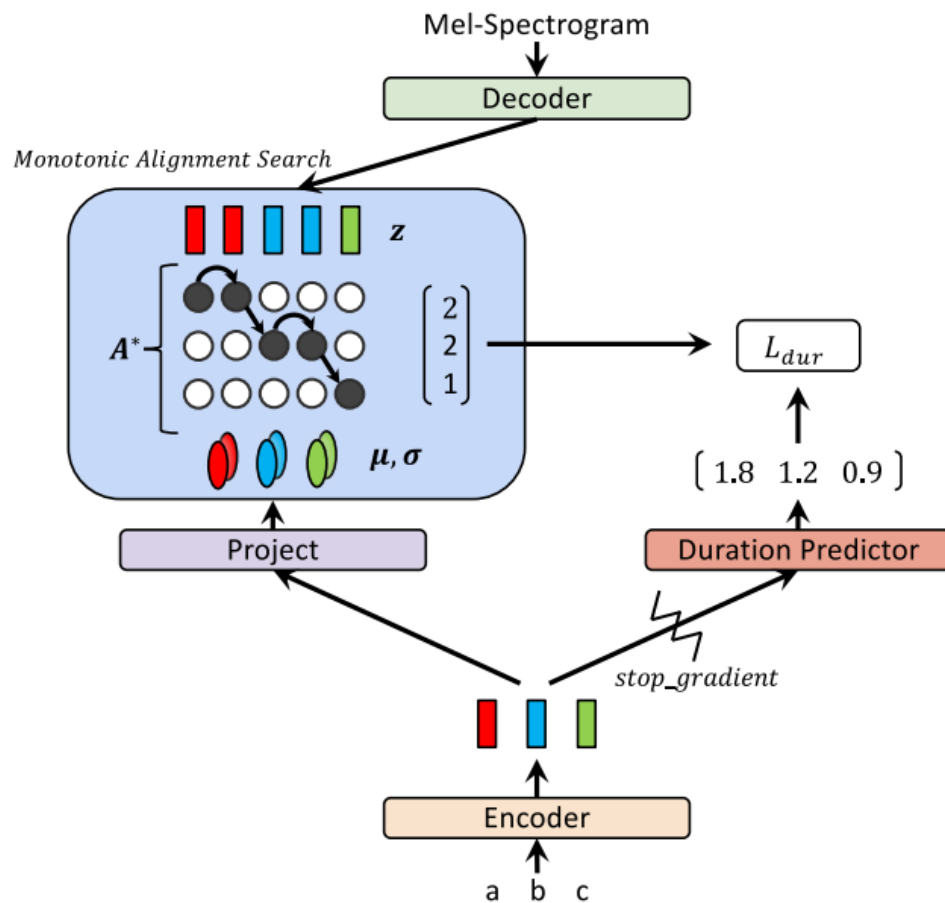 Mel-Spectrogram
Decoder
Monotonic Alignment Search
z
A*
2
2
1
L_dur
μ, σ
[1.8 1.2 0.9]
Project
Duration Predictor
stop_gradient
Encoder
a b c